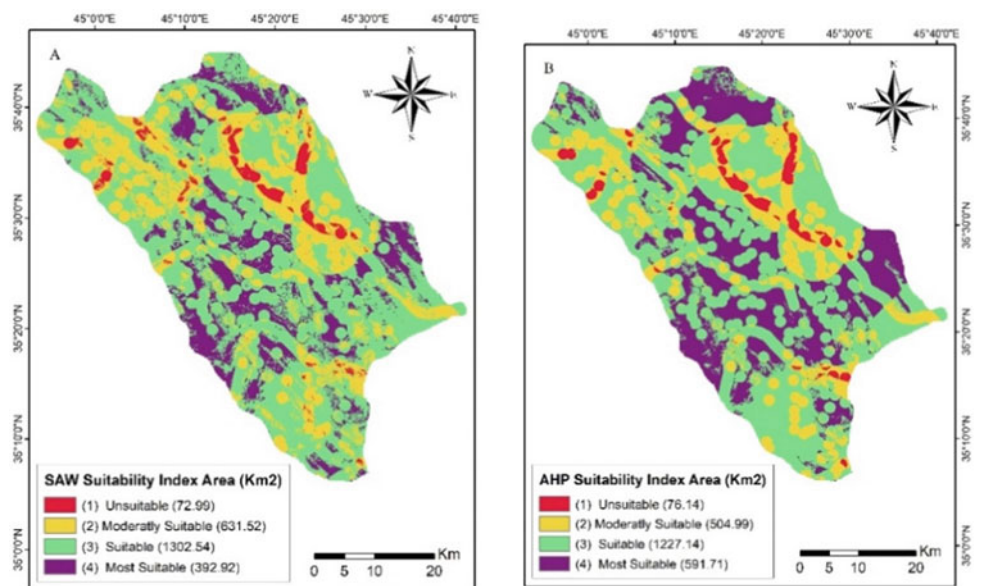 45°0'0"E 45°10'0"E 45°20'0"E 45°30'0"E 45°40'0"E
A
N
W E
S
35°40'0"N
35°30'0"N
35°20'0"N
35°10'0"N
35°0'0"N
SAW Suitability Index Area (Km2)
(1) Unsuitable (72.99)
(2) Moderatly Suitable (631.52)
(3) Suitable (1302.54)
(4) Most Suitable (392.92)
Km
0 5 10 20
45°0'0"E 45°10'0"E 45°20'0"E 45°30'0"E 45°40'0"E
B
N
W E
S
35°40'0"N
35°30'0"N
35°20'0"N
35°10'0"N
35°0'0"N
AHP Suitability Index Area (Km2)
(1) Unsuitable (76.14)
(2) Moderatly Suitable (504.99)
(3) Suitable (1227.14)
(4) Most Suitable (591.71)
Km
0 5 10 20